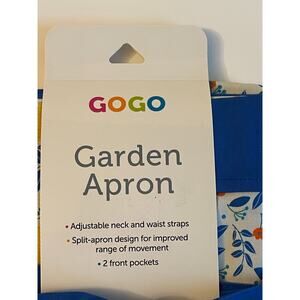 GOGO
Garden
Apron
• Adjustable neck and waist straps
• Split-apron design for improved
range of movement
• 2 front pockets